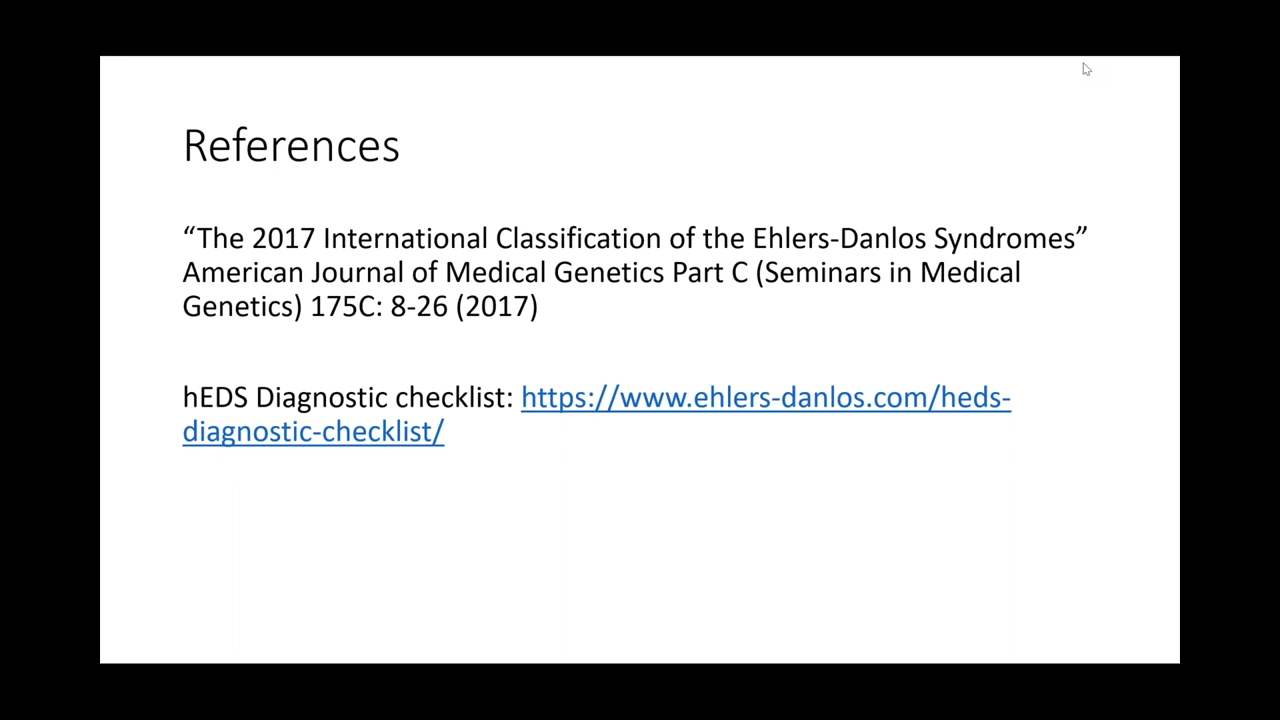 References
“The 2017 International Classification of the Ehlers-Danlos Syndromes”
American Journal of Medical Genetics Part C (Seminars in Medical
Genetics) 175C: 8-26 (2017)
hEDS Diagnostic checklist: https://www.ehlers-danlos.com/heds-
diagnostic-checklist/